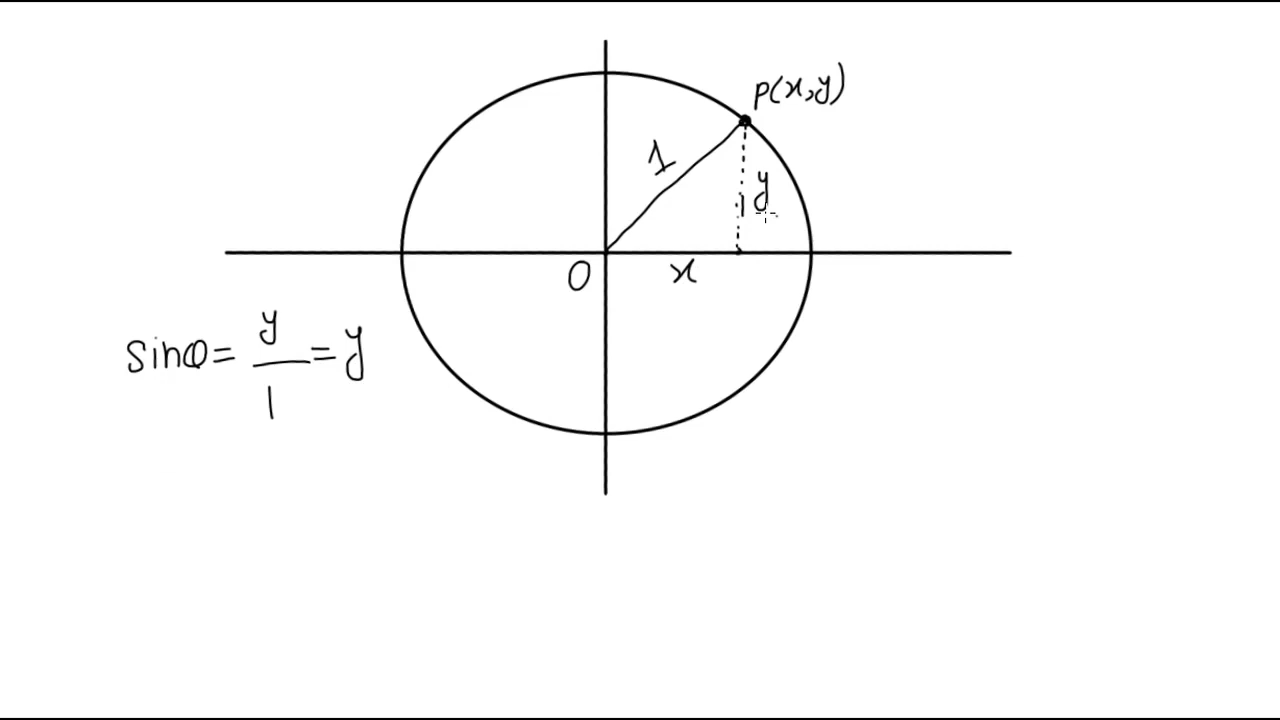 P(x,y)
1
y
O
x
sinθ = y/1 = y